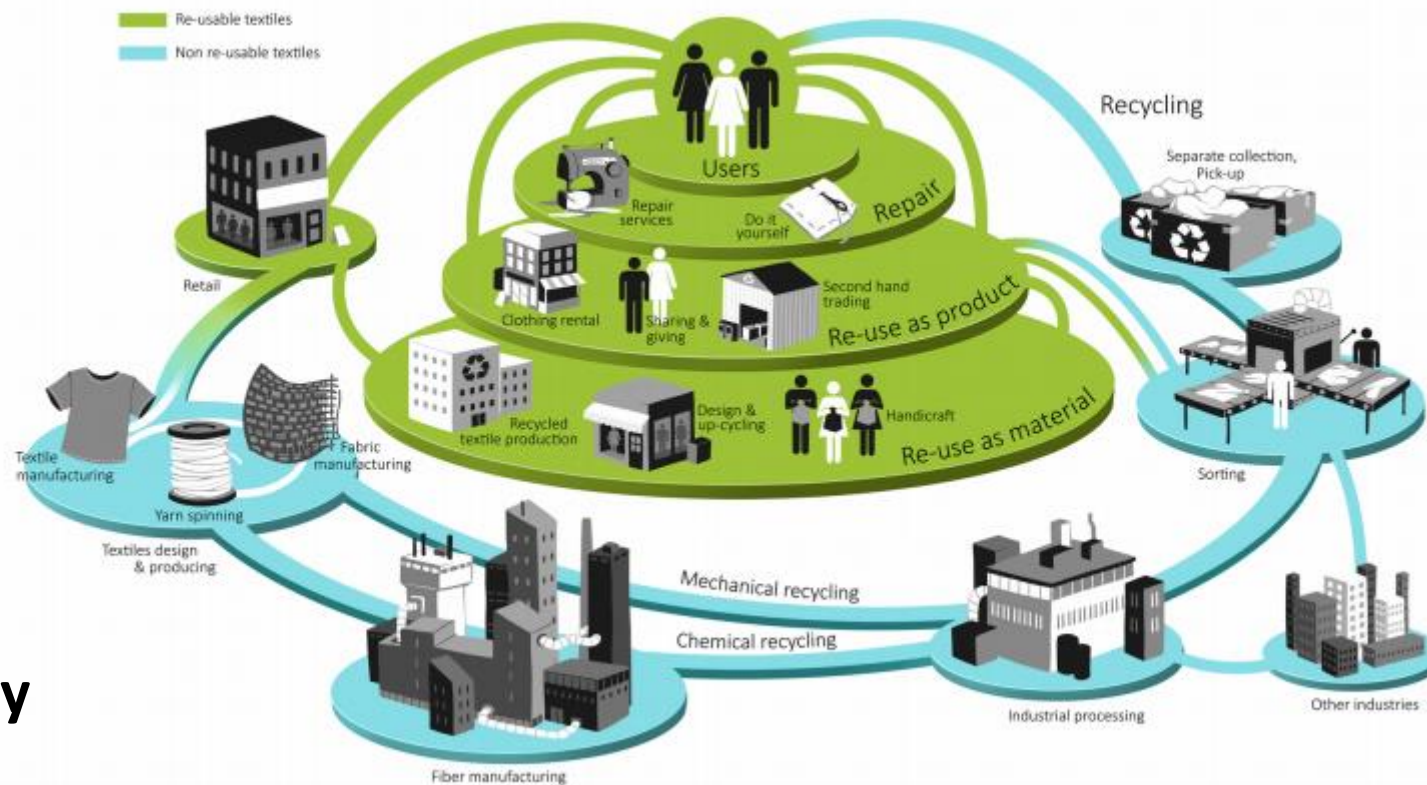 Re-usable textiles
Non re-usable textiles
Users
Recycling
Separate collection,
Pick-up
Repair
services
Do it
yourself
Repair
Retail
Clothing rental
Sharing &
giving
Second hand
trading
Re-use as product
Recycled
textile production
Design &
up-cycling
Handicraft
Re-use as material
Sorting
Textile
manufacturing
Fabric
manufacturing
Yarn spinning
Textiles design
& producing
Mechanical recycling
Chemical recycling
y
Industrial processing
Other industries
Fiber manufacturing